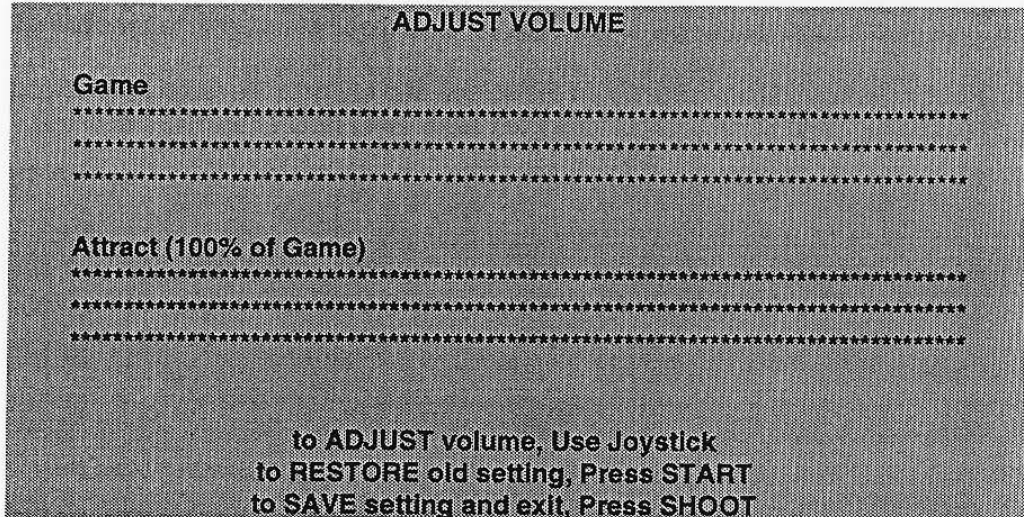 ADJUST VOLUME
Game
***********************************************************************************
***********************************************************************************
***********************************************************************************
Attract (100% of Game)
***********************************************************************************
***********************************************************************************
***********************************************************************************
to ADJUST volume, Use Joystick
to RESTORE old setting, Press START
to SAVE setting and exit, Press SHOOT